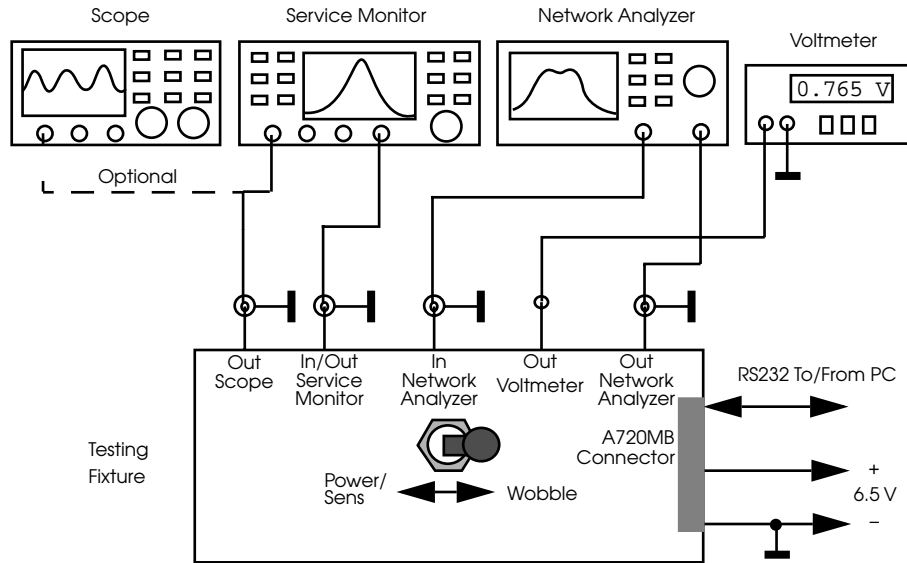 Scope
Service Monitor
Network Analyzer
Voltmeter
0.765 V
Optional
Out
Scope
In/Out
Service
Monitor
In
Network
Analyzer
Out
Voltmeter
Out
Network
Analyzer
RS232 To/From PC
A720MB
Connector
Testing
Fixture
Power/
Sens
Wobble
+
6.5 V
–